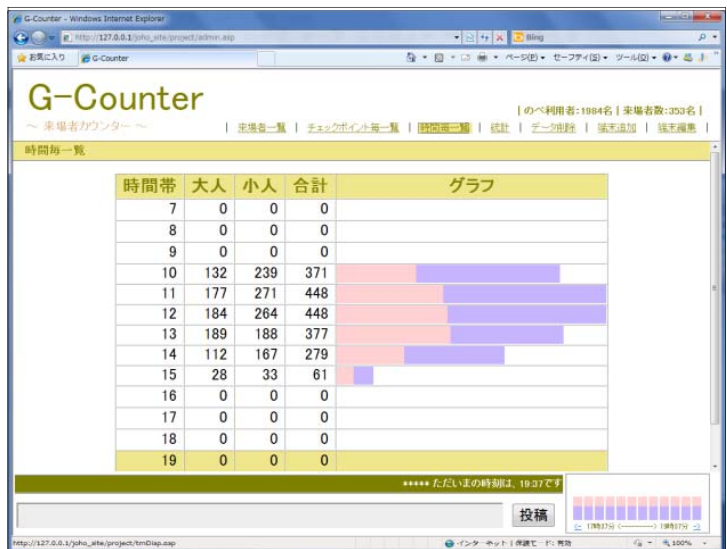 G-Counter - Windows Internet Explorer
http://127.0.0.1/joho_site/project/admin.asp
Bing
お気に入り
G-Counter
ページ(P)
セーフティ(S)
ツール(O)
G-Counter
～ 来場者カウンター ～
| のべ利用者:1984名 | 来場者数:353名 |
| 来場者一覧 | チェックポイント毎一覧 | 時間毎一覧 | 統計 | データ削除 | 端末追加 | 端末編集 |
時間毎一覧
時間帯 大人 小人 合計 グラフ
7 0 0 0
8 0 0 0
9 0 0 0
10 132 239 371
11 177 271 448
12 184 264 448
13 189 188 377
14 112 167 279
15 28 33 61
16 0 0 0
17 0 0 0
18 0 0 0
19 0 0 0
***** ただいまの時刻は、19:37です
投稿
http://127.0.0.1/joho_site/project/tmDisp.asp
インターネット | 保護モード: 有効
100%